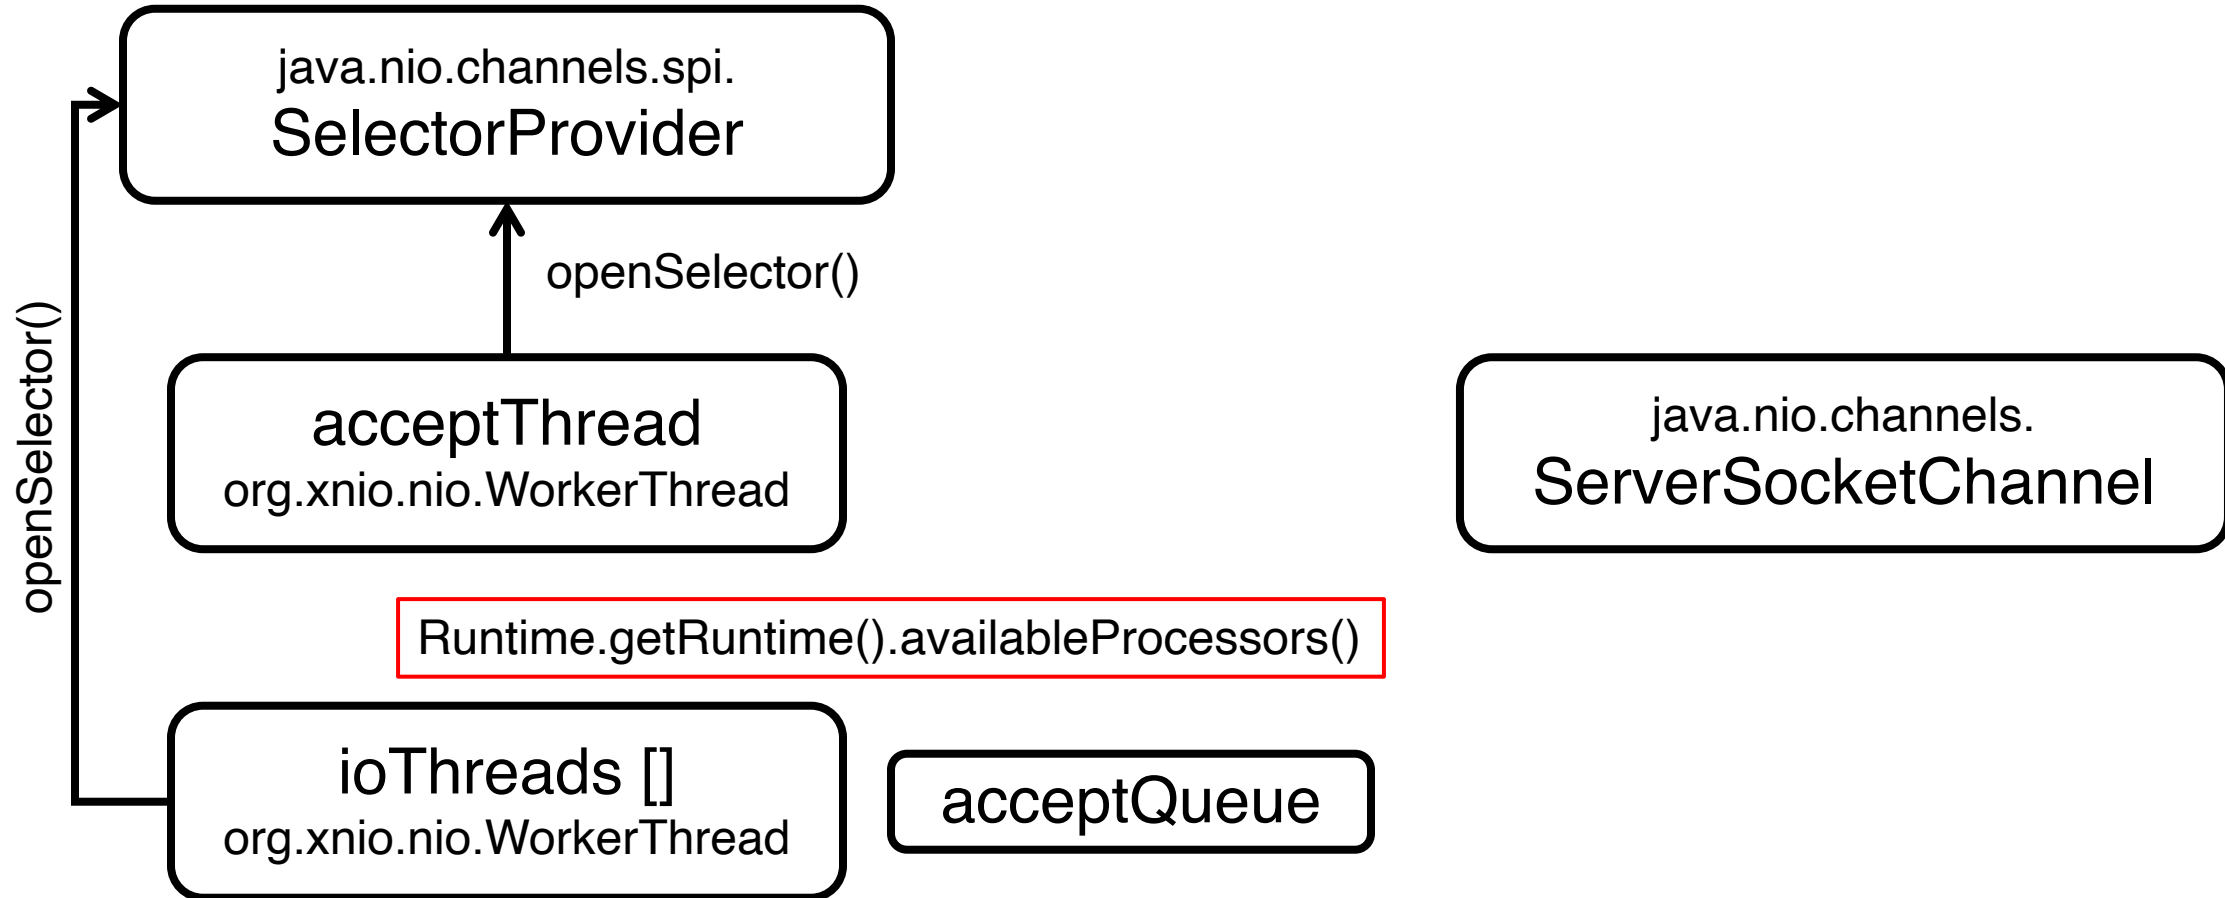 java.nio.channels.spi.
SelectorProvider
openSelector()
openSelector()
acceptThread
org.xnio.nio.WorkerThread
java.nio.channels.
ServerSocketChannel
Runtime.getRuntime().availableProcessors()
ioThreads []
org.xnio.nio.WorkerThread
acceptQueue